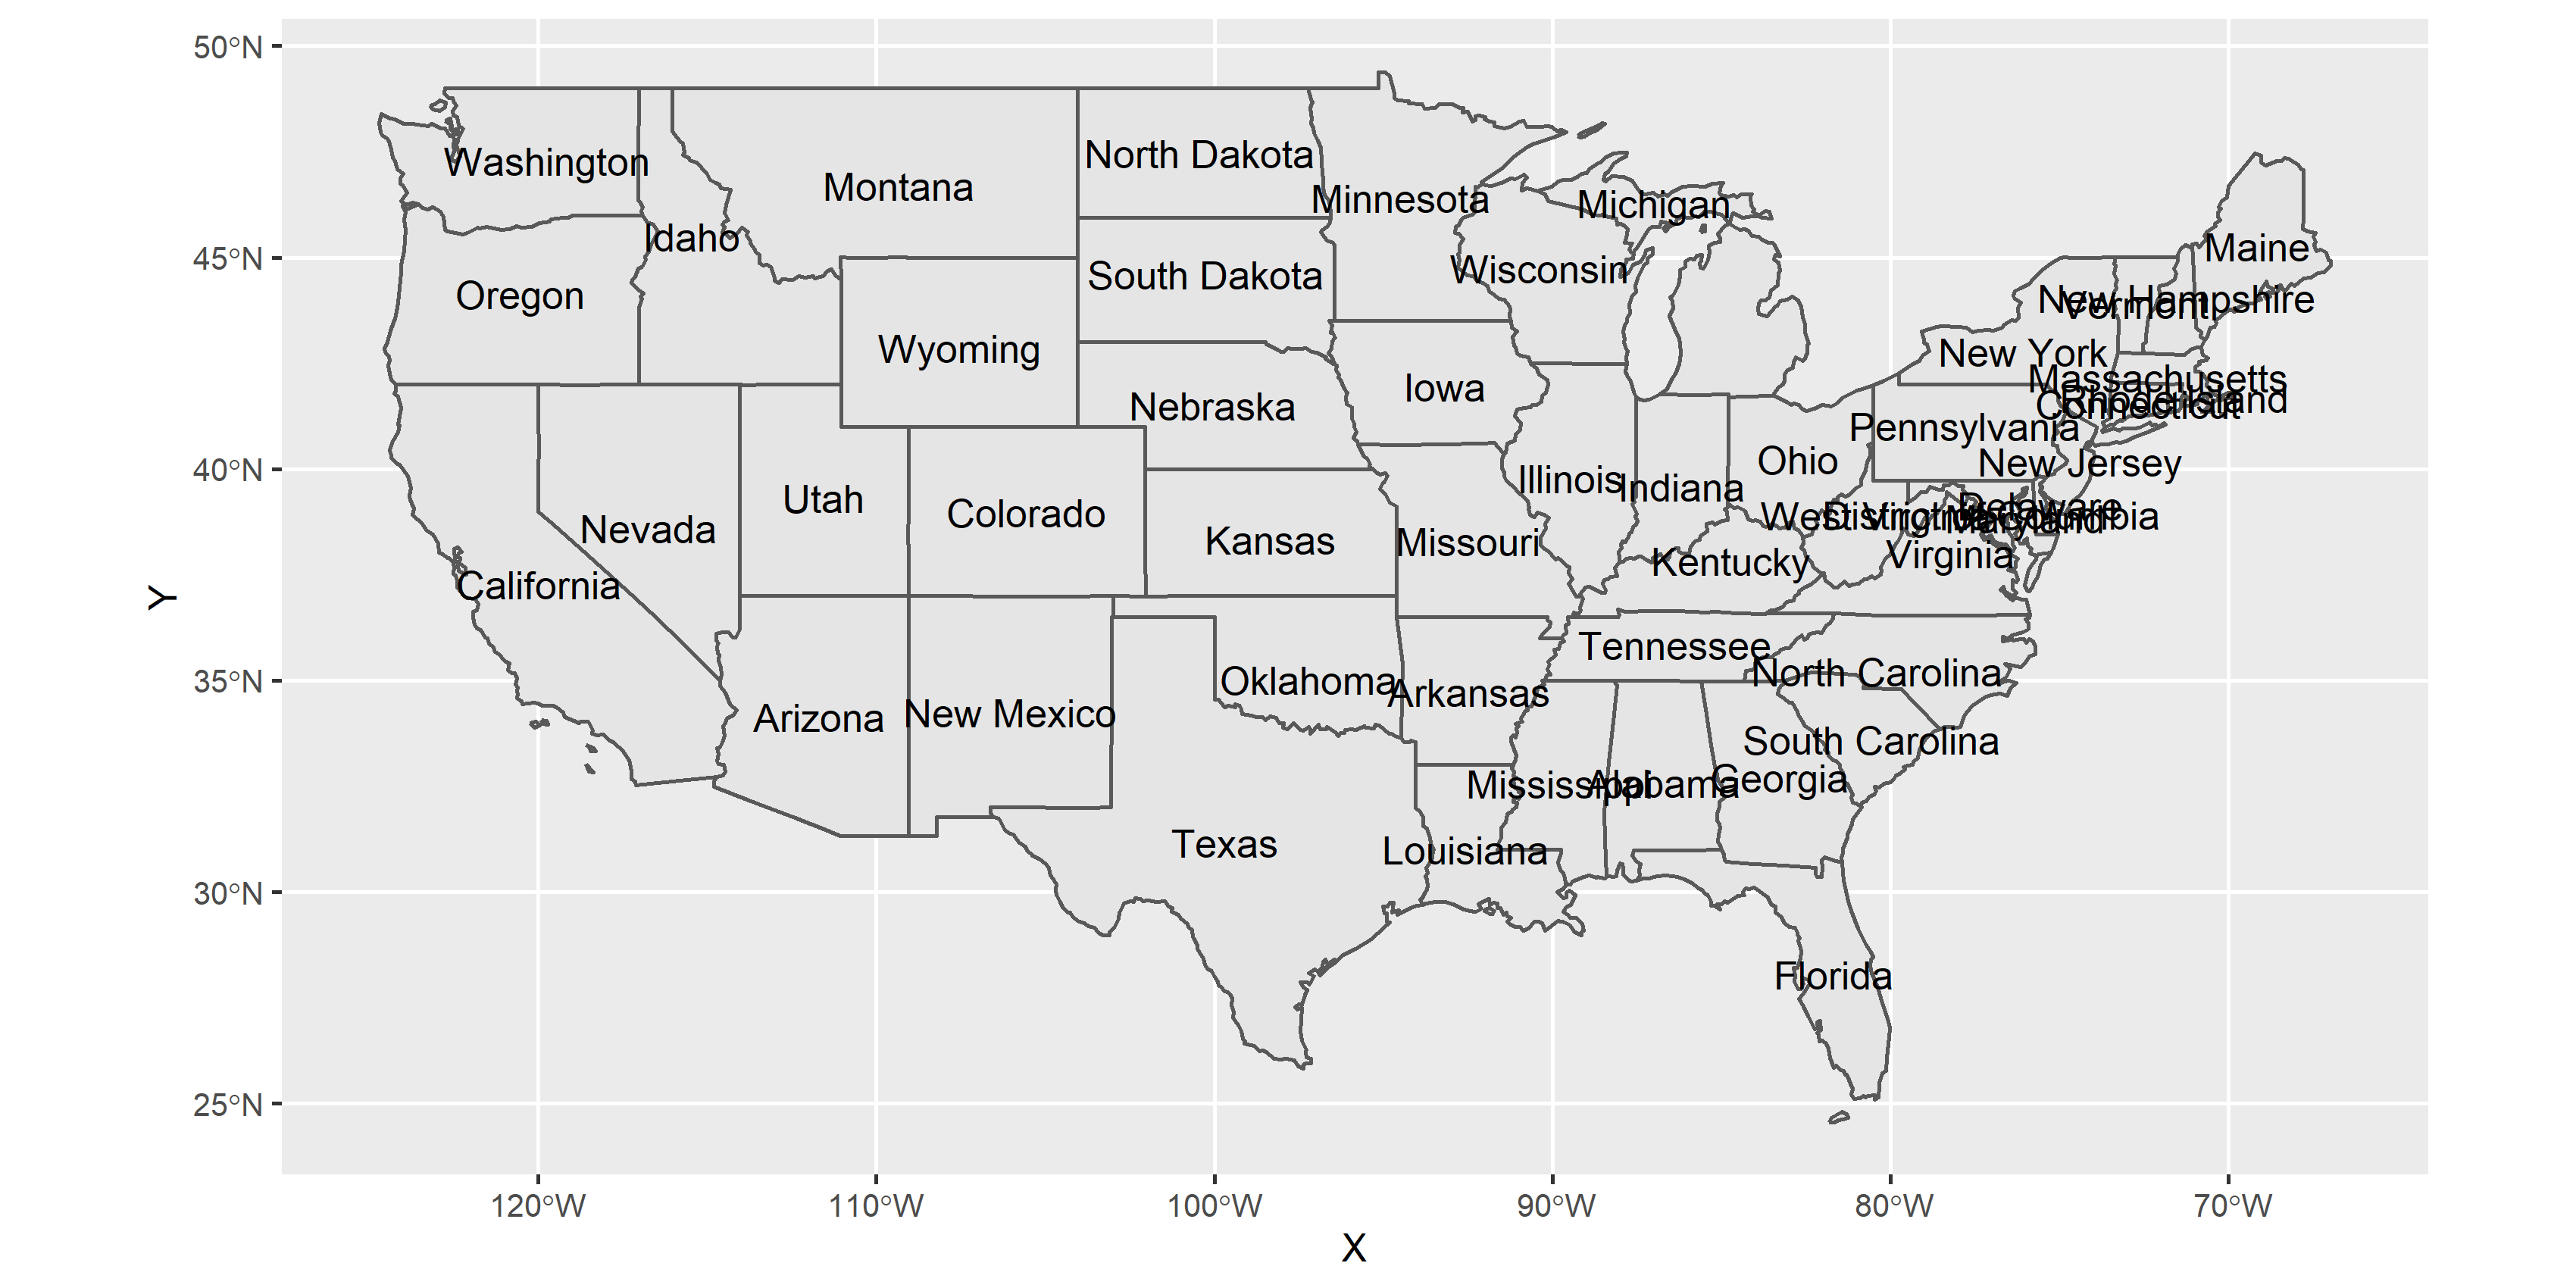 50°N
45°N
40°N
35°N
30°N
25°N
Y
Washington
Montana
North Dakota
Minnesota
Michigan
Idaho
Maine
Oregon
South Dakota
Wisconsin
New Hampshire
Vermont
Wyoming
New York
Iowa
Massachusetts
Nebraska
Rhode Island
Connecticut
Pennsylvania
Ohio
New Jersey
Illinois
Indiana
Utah
Colorado
Delaware
West Virginia
District of Columbia
Maryland
Nevada
Kansas
Missouri
Virginia
Kentucky
California
Tennessee
North Carolina
Oklahoma
Arkansas
Arizona
New Mexico
South Carolina
Mississippi
Alabama
Georgia
Texas
Louisiana
Florida
120°W
110°W
100°W
90°W
80°W
70°W
X